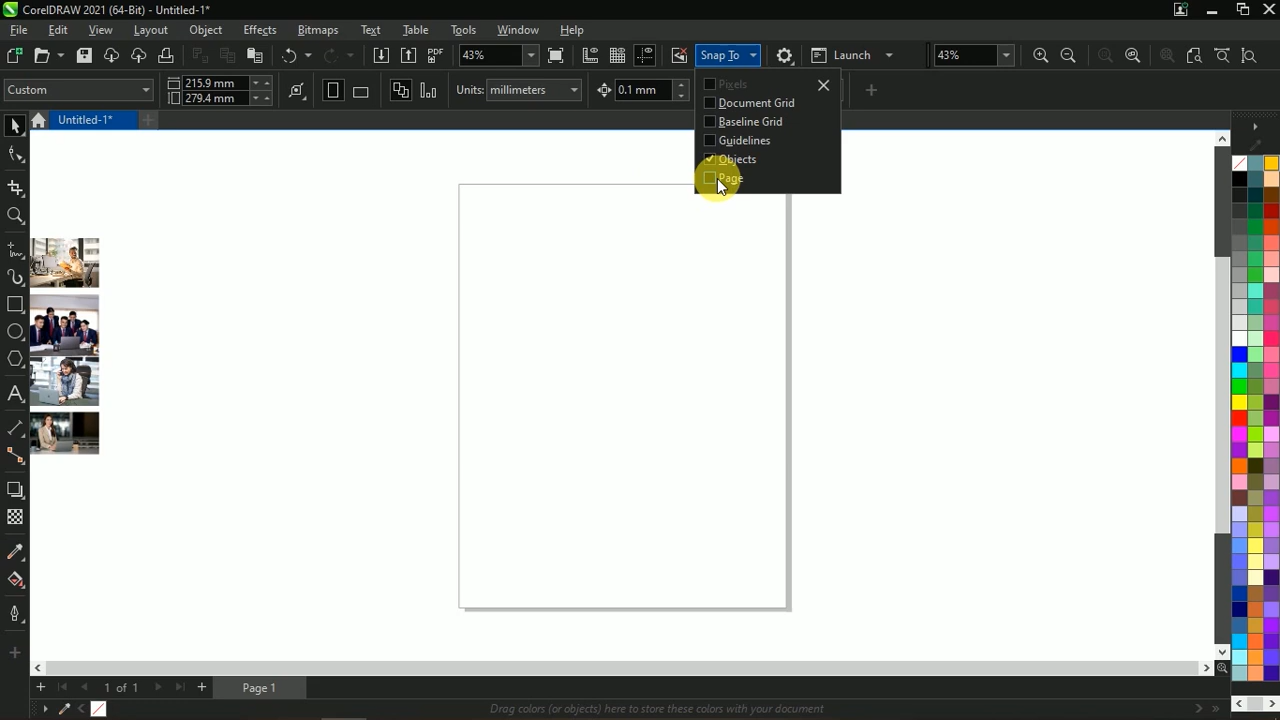 CorelDRAW 2021 (64-Bit) - Untitled-1*
File Edit View Layout Object Effects Bitmaps Text Table Tools Window Help
PDF 43% Snap To Launch 43%
Custom 215.9 mm 279.4 mm Units: millimeters 0.1 mm
Pixels
Document Grid
Baseline Grid
Guidelines
Objects
Page
Untitled-1*
1 of 1 Page 1
Drag colors (or objects) here to store these colors with your document